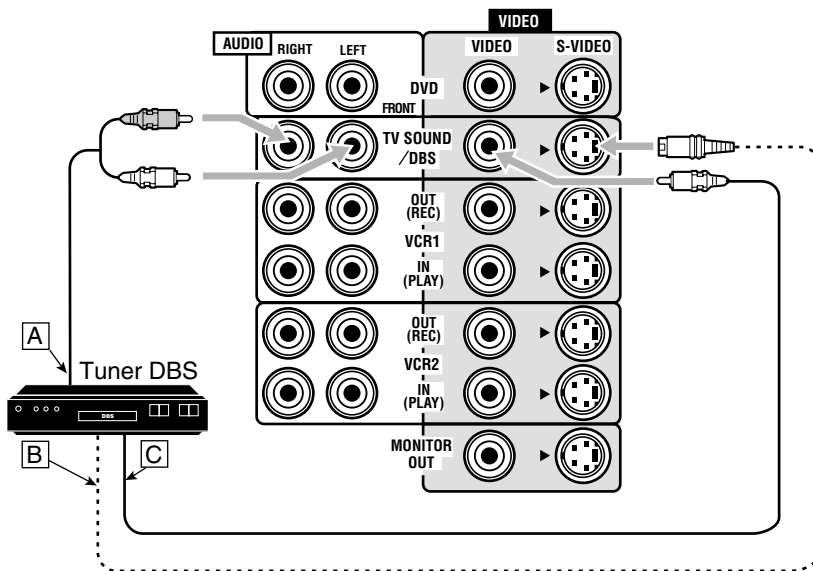 VIDEO
AUDIO RIGHT LEFT VIDEO S-VIDEO
DVD
FRONT
TV SOUND
/DBS
OUT
(REC)
VCR1
IN
(PLAY)
OUT
(REC)
VCR2
IN
(PLAY)
MONITOR
OUT
A
Tuner DBS
DBS
B
C